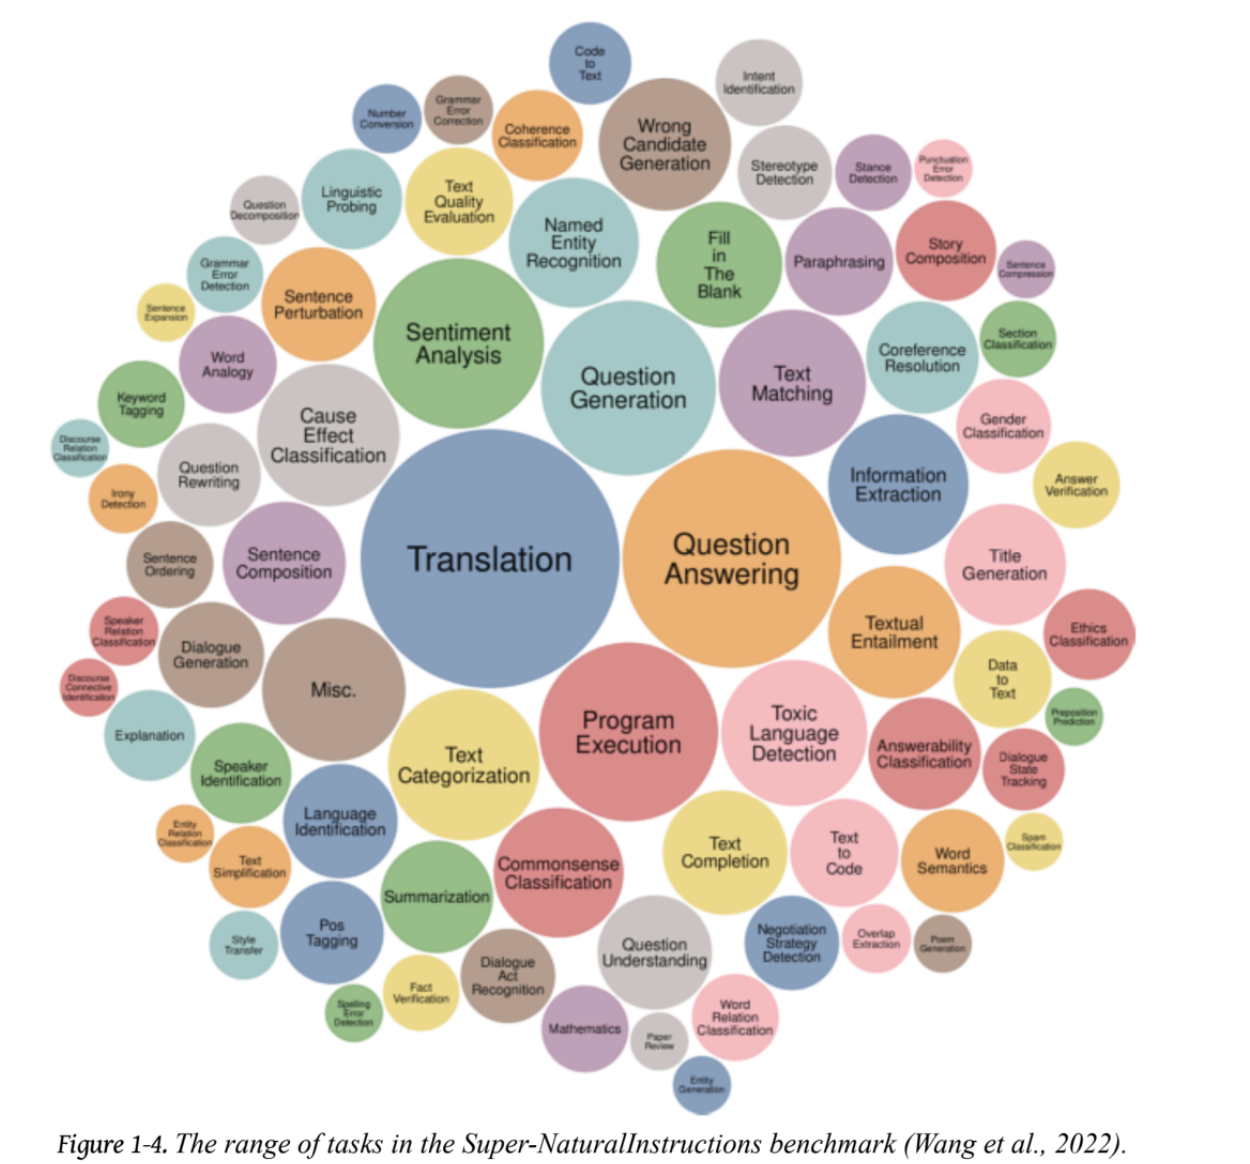 Code
to
Text
Intent
Identification
Number
Conversion
Grammar
Error
Correction
Coherence
Classification
Wrong
Candidate
Generation
Stereotype
Detection
Stance
Detection
Punctuation
Error
Detection
Question
Decomposition
Linguistic
Probing
Text
Quality
Evaluation
Named
Entity
Recognition
Fill
in
The
Blank
Paraphrasing
Story
Composition
Sentence
Compression
Grammar
Error
Detection
Sentence
Expansion
Sentence
Perturbation
Sentiment
Analysis
Question
Generation
Text
Matching
Coreference
Resolution
Section
Classification
Word
Analogy
Keyword
Tagging
Cause
Effect
Classification
Gender
Classification
Discourse
Relation
Classification
Question
Rewriting
Information
Extraction
Answer
Verification
Irony
Detection
Sentence
Ordering
Sentence
Composition
Translation
Question
Answering
Title
Generation
Speaker
Relation
Classification
Dialogue
Generation
Textual
Entailment
Ethics
Classification
Discourse
Connective
Identification
Misc.
Data
to
Text
Preposition
Prediction
Explanation
Speaker
Identification
Text
Categorization
Program
Execution
Toxic
Language
Detection
Answerability
Classification
Dialogue
State
Tracking
Entity
Relation
Classification
Language
Identification
Text
Simplification
Summarization
Commonsense
Classification
Text
Completion
Text
to
Code
Word
Semantics
Spam
Classification
Style
Transfer
Pos
Tagging
Question
Understanding
Negotiation
Strategy
Detection
Overlap
Extraction
Poem
Generation
Spelling
Error
Detection
Fact
Verification
Dialogue
Act
Recognition
Mathematics
Paper
Review
Word
Relation
Classification
Entity
Generation
Figure 1-4. The range of tasks in the Super-NaturalInstructions benchmark (Wang et al., 2022).